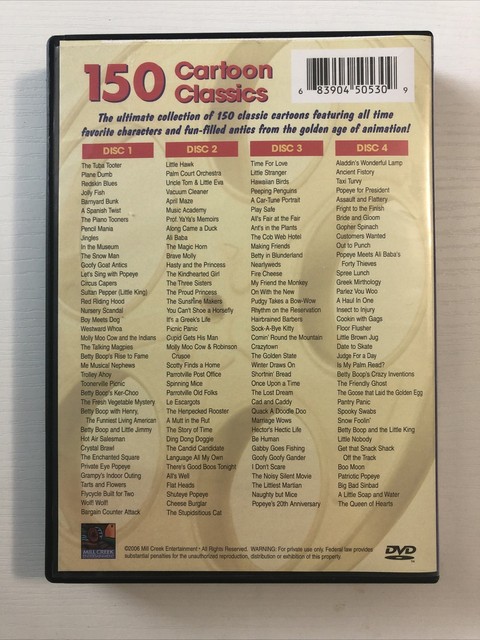 150 Cartoon
Classics
6 83904 50530 9
The ultimate collection of 150 classic cartoons featuring all time
favorite characters and fun-filled antics from the golden age of animation!
DISC 1
The Tuba Tooter
Plane Dumb
Redskin Blues
Jolly Fish
Barnyard Bunk
A Spanish Twist
The Piano Tooners
Pencil Mania
Jingles
In the Museum
The Snow Man
Goofy Goat Antics
Let's Sing with Popeye
Circus Capers
Sultan Pepper (Little King)
Red Riding Hood
Nursery Scandal
Boy Meets Dog
Westward Whoa
Molly Moo Cow and the Indians
The Talking Magpies
Betty Boop's Rise to Fame
Me Musical Nephews
Trolley Ahoy
Toonerville Picnic
Betty Boop's Ker-Choo
The Fresh Vegetable Mystery
Betty Boop with Henry,
The Funniest Living American
Betty Boop and Little Jimmy
Hot Air Salesman
Crystal Brawl
The Enchanted Square
Private Eye Popeye
Grampy's Indoor Outing
Tarts and Flowers
Flycycle Built for Two
Wolf! Wolf!
Bargain Counter Attack
DISC 2
Little Hawk
Palm Court Orchestra
Uncle Tom & Little Eva
Vacuum Cleaner
April Maze
Music Academy
Prof. YaYa's Memoirs
Along Came a Duck
Ali Baba
The Magic Horn
Brave Molly
Hasty and the Princess
The Kindhearted Girl
The Three Sisters
The Proud Princess
The Sunshine Makers
You Can't Shoe a Horsefly
It's a Greek's Life
Picnic Panic
Cupid Gets His Man
Molly Moo Cow & Robinson
Crusoe
Scotty Finds a Home
Parrotville Post Office
Spinning Mice
Parrotville Old Folks
Le Escargots
The Henpecked Rooster
A Mutt in the Rut
The Story of Time
Ding Dong Doggie
The Candid Candidate
Language All My Own
There's Good Boos Tonight
All's Well
Flat Heads
Shuteye Popeye
Cheese Burglar
The Stupidstitious Cat
DISC 3
Time For Love
Little Stranger
Hawaiian Birds
Peeping Penguins
A Car-Tune Portrait
Play Safe
All's Fair at the Fair
Ant's in the Plants
The Cob Web Hotel
Making Friends
Betty in Blunderland
Nearlyweds
Fire Cheese
My Friend the Monkey
On With the New
Pudgy Takes a Bow-Wow
Rhythm on the Reservation
Hairbrained Barbers
Sock-A-Bye Kitty
Comin' Round the Mountain
Crazytown
The Golden State
Winter Draws On
Shortnin' Bread
Once Upon a Time
The Lost Dream
Cad and Caddy
Quack A Doodle Doo
Marriage Wows
Hector's Hectic Life
Be Human
Gabby Goes Fishing
Goofy Goofy Gander
I Don't Scare
The Noisy Silent Movie
The Littlest Martian
Naughty but Mice
Popeye's 20th Anniversary
DISC 4
Aladdin's Wonderful Lamp
Ancient Fistory
Taxi Turvy
Popeye for President
Assault and Flattery
Fright to the Finish
Bride and Gloom
Gopher Spinach
Customers Wanted
Out to Punch
Popeye Meets Ali Baba's
Forty Thieves
Spree Lunch
Greek Mirthology
Parlez Vou Woo
A Haul In One
Insect to Injury
Cookin with Gags
Floor Flusher
Little Brown Jug
Date to Skate
Judge For a Day
Is My Palm Read?
Betty Boop's Crazy Inventions
The Friendly Ghost
The Goose that Laid the Golden Egg
Pantry Panic
Spooky Swabs
Snow Foolin'
Betty Boop and the Little King
Little Nobody
Get that Snack Shack
Off the Track
Boo Moon
Patriotic Popeye
Big Bad Sinbad
A Little Soap and Water
The Queen of Hearts
MILL CREEK
©2006 Mill Creek Entertainment • All Rights Reserved. WARNING: For private use only. Federal law provides
substantial penalties for the unauthorized reproduction, distribution or exhibition of this property.
DVD